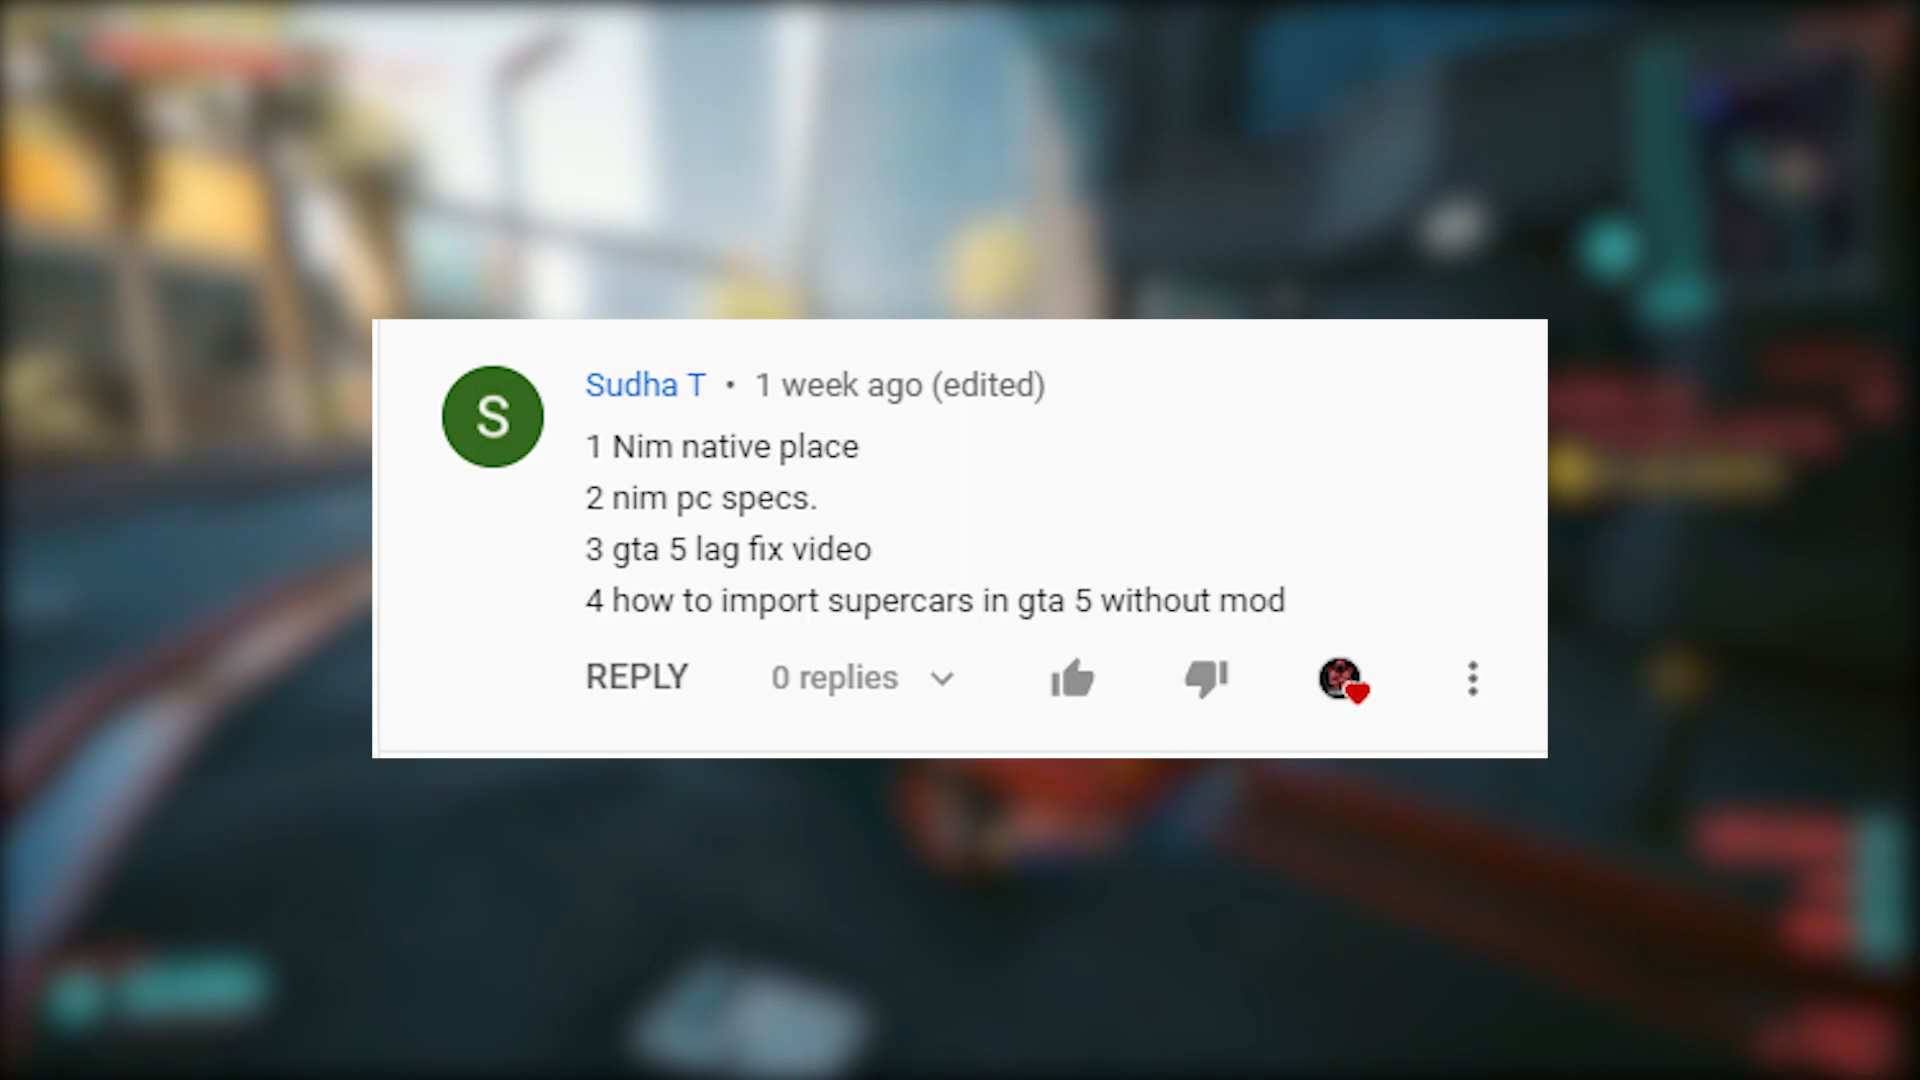 Sudha T • 1 week ago (edited)
1 Nim native place
2 nim pc specs.
3 gta 5 lag fix video
4 how to import supercars in gta 5 without mod
REPLY 0 replies